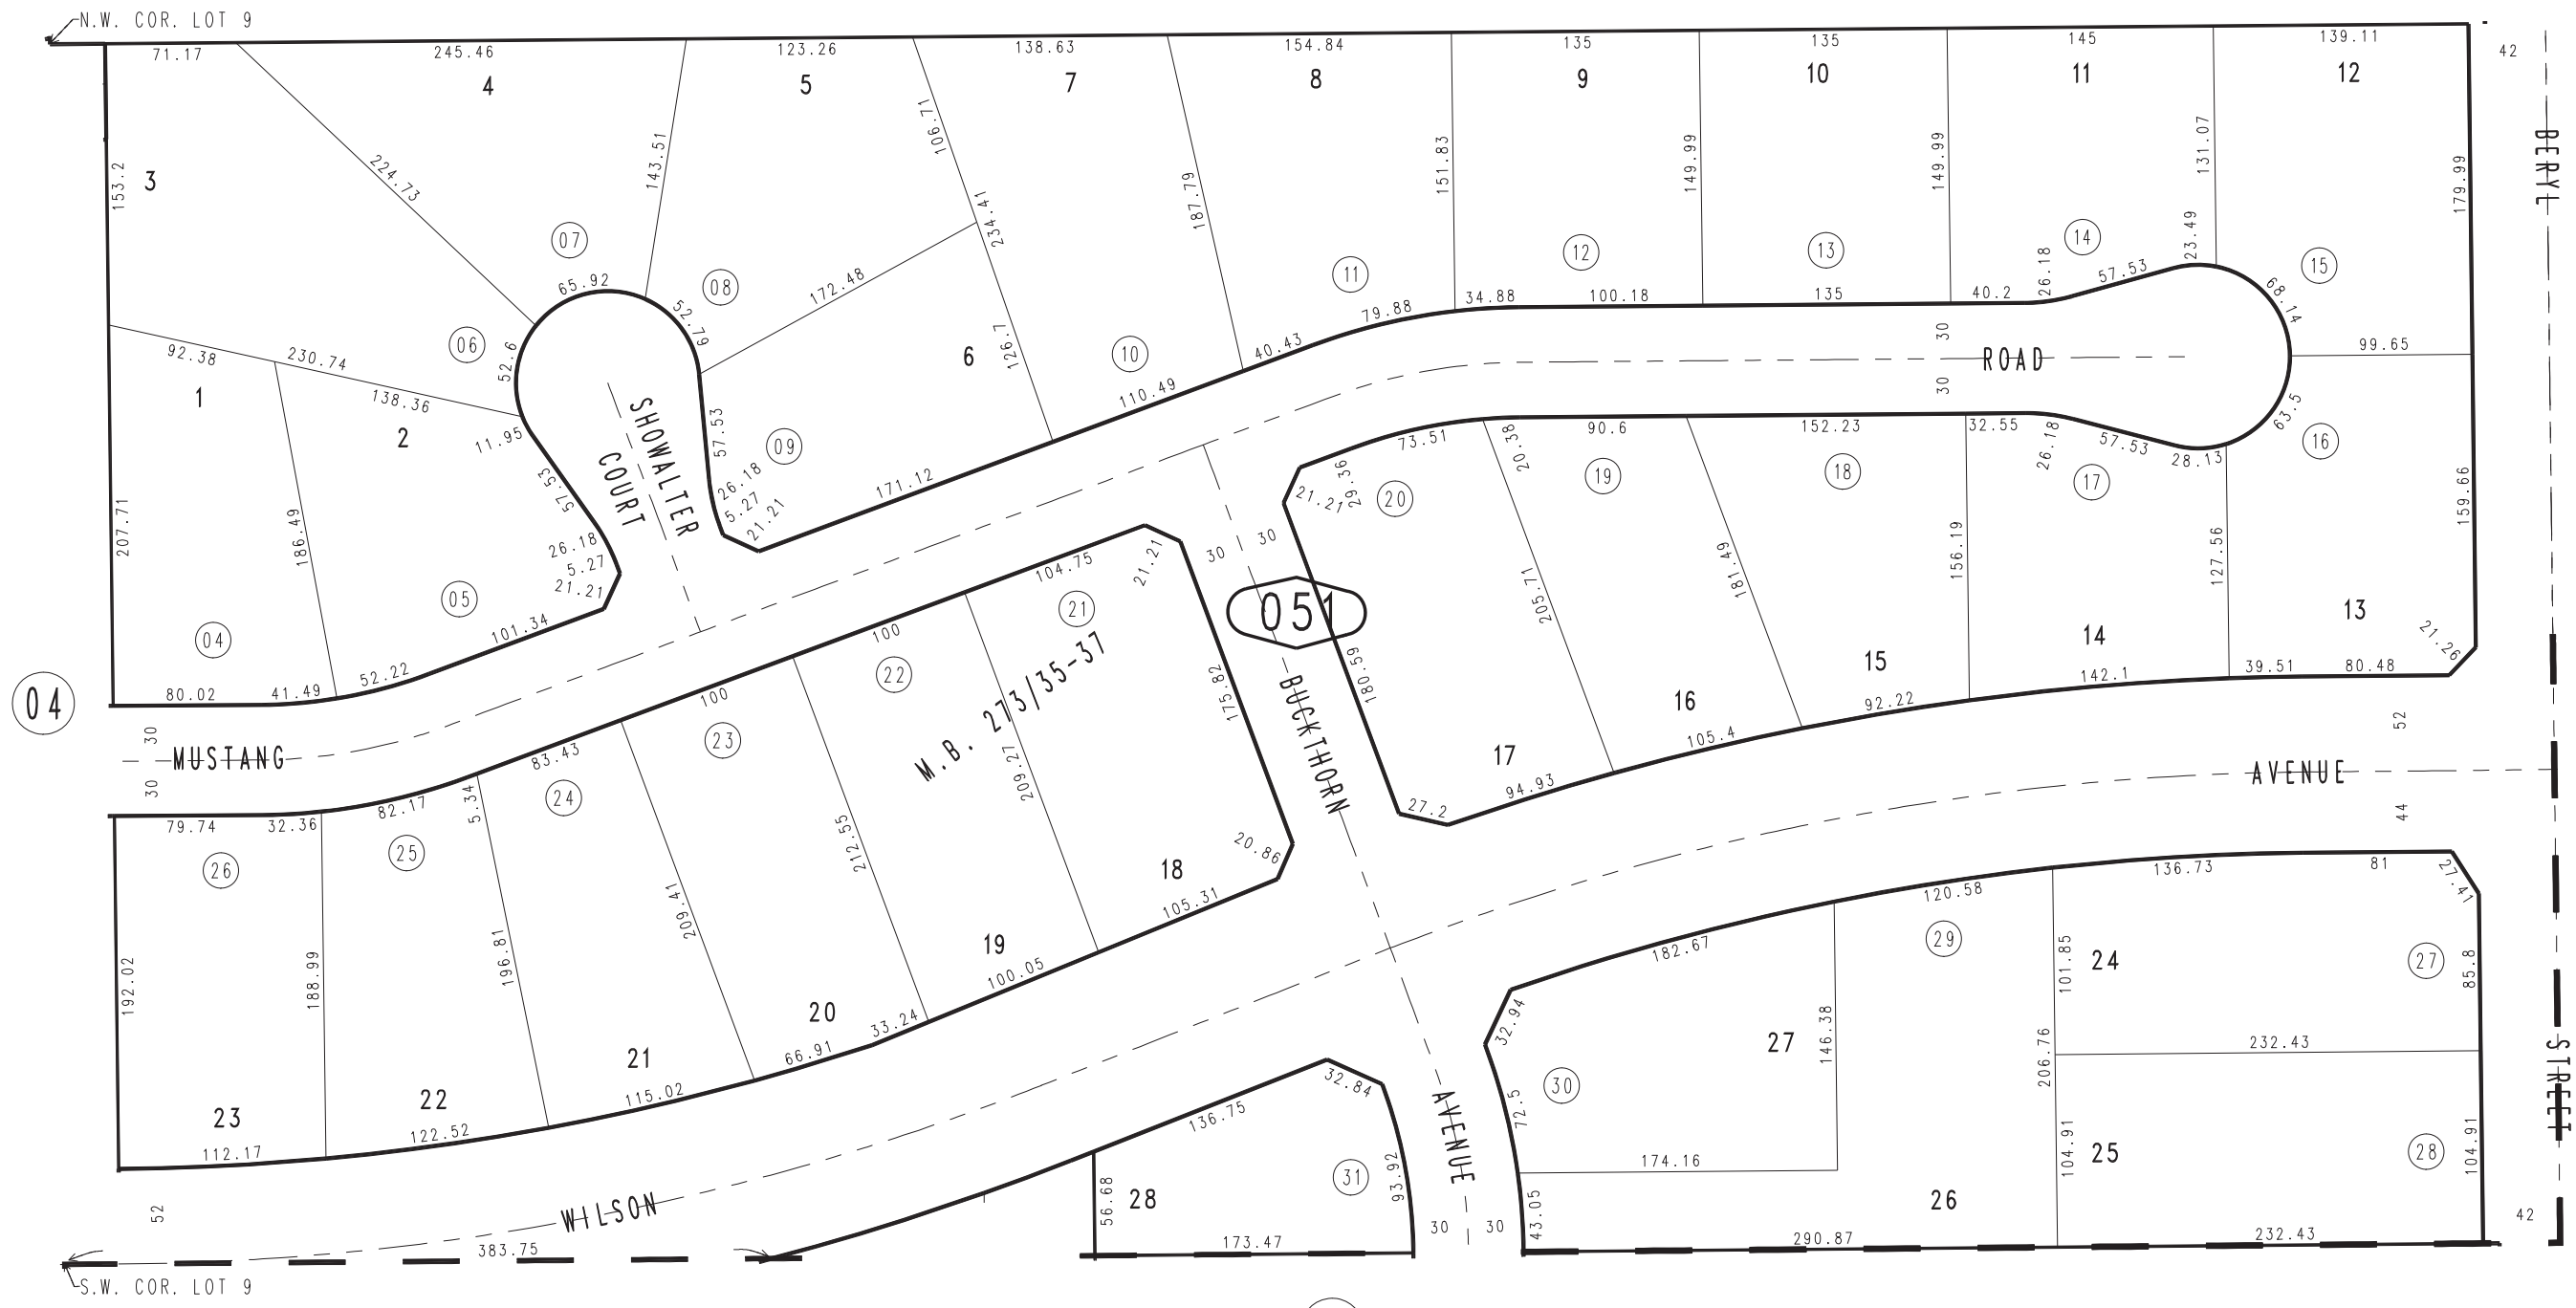 N.W. COR. LOT 9
71.17 245.46 123.26 138.63 154.84 135 135 145 139.11 42
4 5 7 8 9 10 11 12
3
153.2 224.73 143.51 106.71 234.41 187.79 151.83 149.99 149.99 131.07 179.99
BERYL
07 08 11 12 13 14 15
65.92 52.79 172.48 79.88 34.88 100.18 135 40.2 26.18 57.53 23.49 68.14
06 52.6 6 126.7 10 110.49 40.43 30 ROAD 30 99.65
92.38 230.74 138.36
1 2 11.95 57.53
SHOWALTER
COURT
57.53 09
26.18
5.27
21.21
171.12
73.51 20.38 90.6 152.23 32.55 26.18 57.53 28.13 63.5
21.21 29.36 20 19 18 17 16
207.71 186.49
26.18
5.27
21.21
04 05 101.34
80.02 41.49 52.22
104.75 21.21 30 30
051
205.71 181.49 156.19 127.56 159.66
21 100 22
M.B. 273/35-37
175.82 180.59
BUCKTHORN
17 16 15 14 13
21.26
94.93 105.4 92.22 142.1 39.51 80.48
27.2
04
30
MUSTANG
30
79.74 32.36 82.17 5.34 83.43 100
26 25 24 23
52
AVENUE
44
192.02 188.99 196.81 209.41 212.55 209.27
18 20.86
105.31
19
100.05
20
33.24
66.91
21
115.02
22
122.52
23
112.17
182.67 120.58 136.73 81 27.41
29
24 27
101.85 85.8
32.94 27 146.38 206.76 232.43
30 72.5
STREET
174.16 104.91 25 28 104.91
26
43.05 290.87 232.43 42
AVENUE
30 30
32.84
136.75
31 93.92
56.68 28
173.47
52
WILSON
383.75
S.W. COR. LOT 9